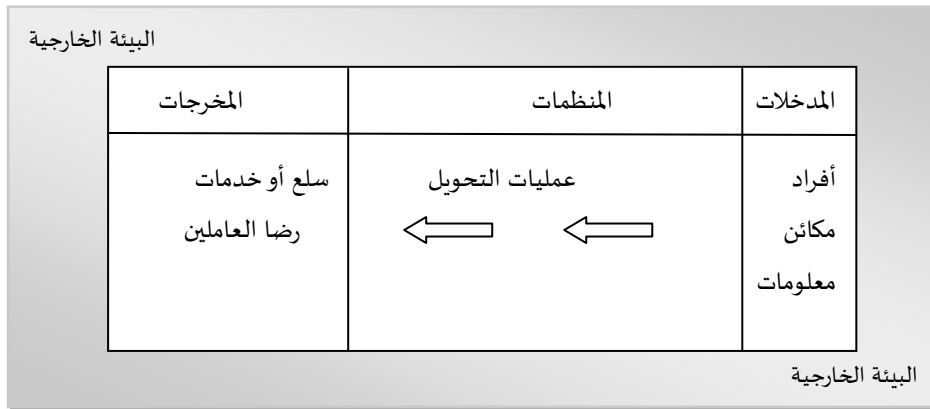 البيئة الخارجية
المدخلات المنظمات المخرجات
أفراد عمليات التحويل سلع أو خدمات
مكائن رضا العاملين
معلومات
البيئة الخارجية